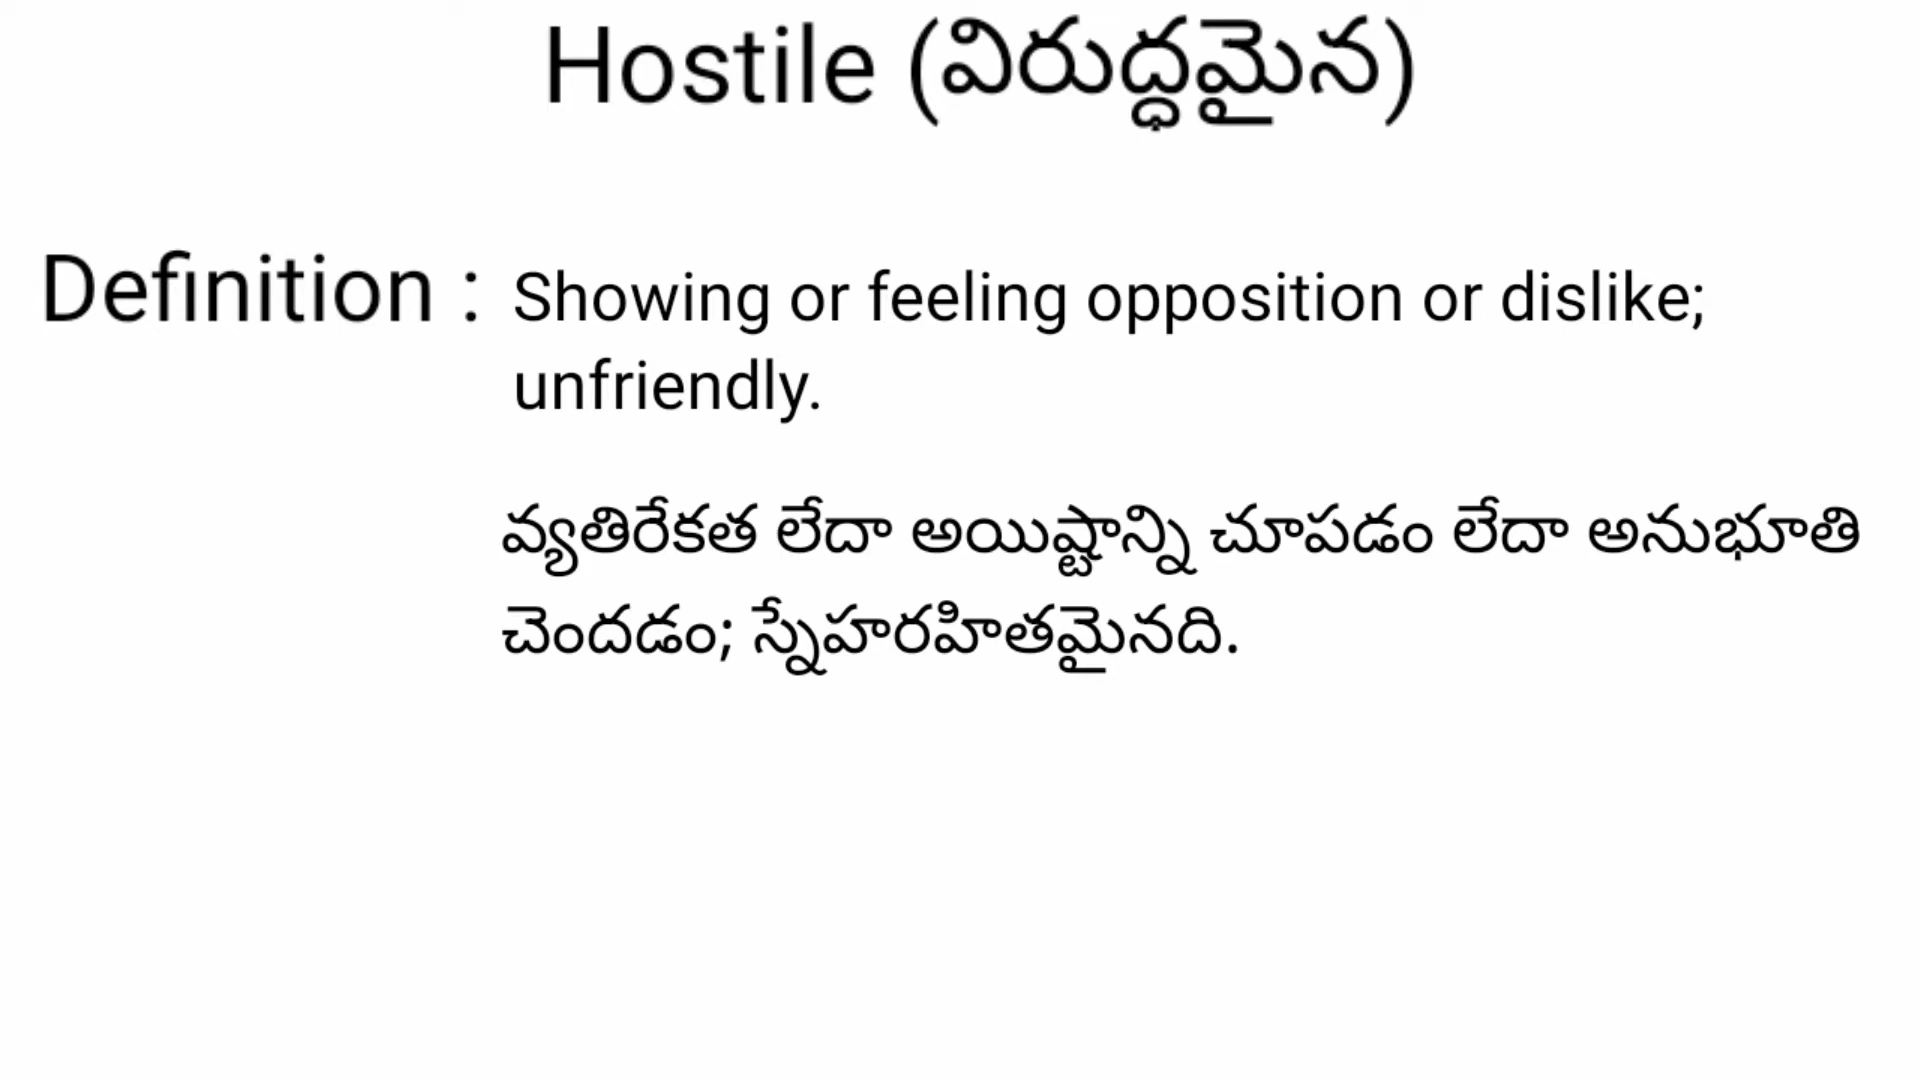 Hostile (విరుద్ధమైన)
Definition : Showing or feeling opposition or dislike;
unfriendly.
వ్యతిరేకత లేదా అయిష్టాన్ని చూపడం లేదా అనుభూతి
చెందడం; స్నేహరహితమైనది.